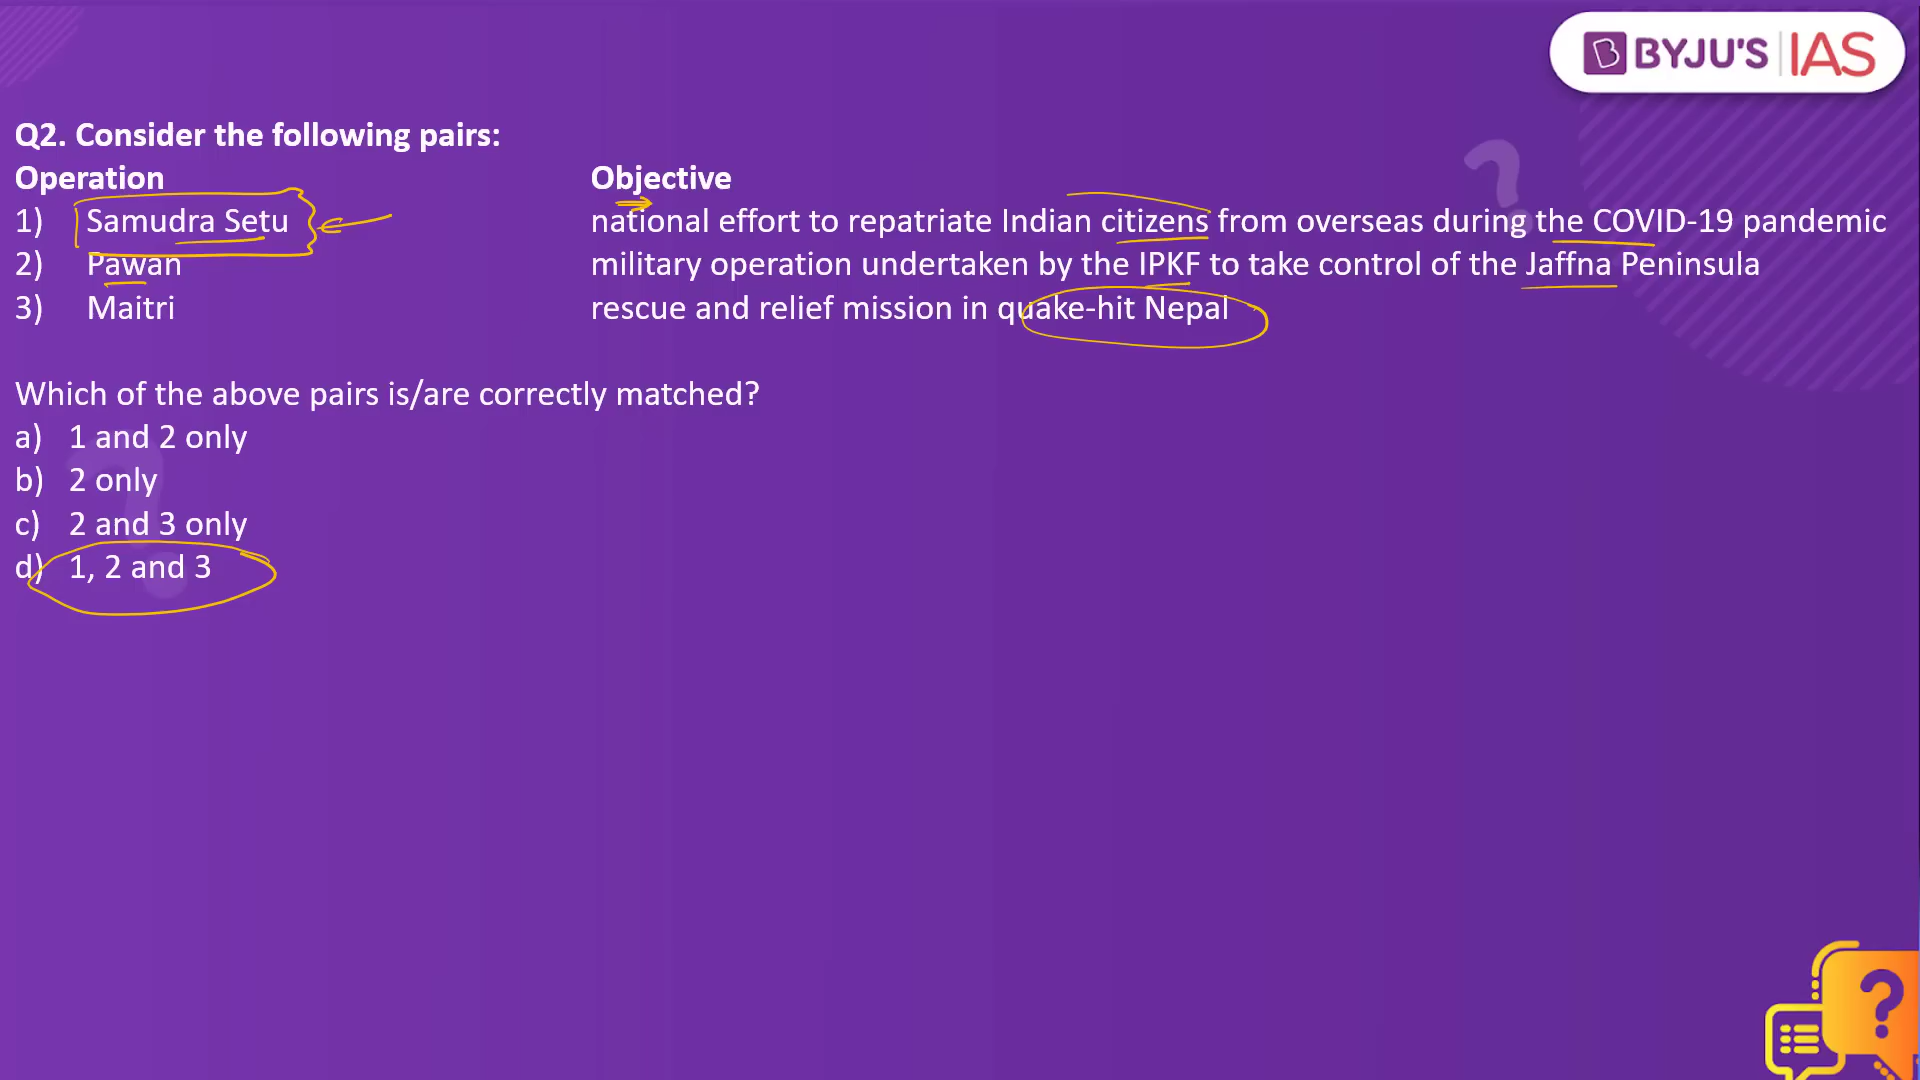 BYJU'S IAS
Q2. Consider the following pairs:
Operation Objective
1) Samudra Setu national effort to repatriate Indian citizens from overseas during the COVID-19 pandemic
2) Pawan military operation undertaken by the IPKF to take control of the Jaffna Peninsula
3) Maitri rescue and relief mission in quake-hit Nepal
Which of the above pairs is/are correctly matched?
a) 1 and 2 only
b) 2 only
c) 2 and 3 only
d) 1, 2 and 3